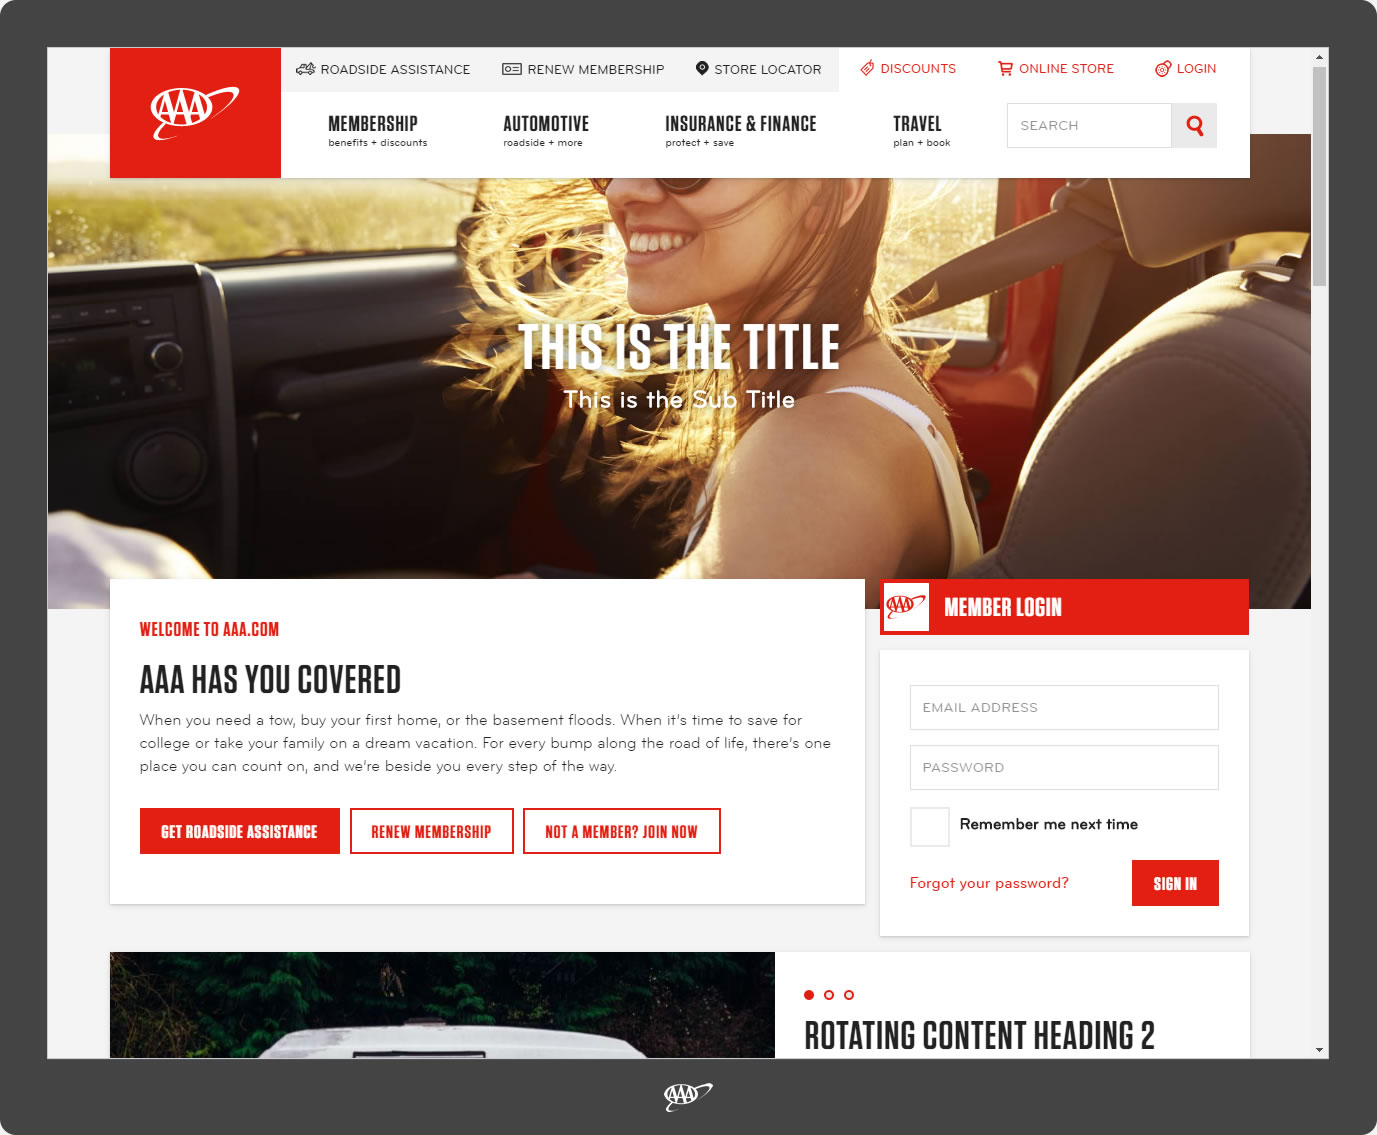 AAA
ROADSIDE ASSISTANCE
RENEW MEMBERSHIP
STORE LOCATOR
DISCOUNTS
ONLINE STORE
LOGIN
MEMBERSHIP
benefits + discounts
AUTOMOTIVE
roadside + more
INSURANCE & FINANCE
protect + save
TRAVEL
plan + book
SEARCH
THIS IS THE TITLE
This is the Sub Title
WELCOME TO AAA.COM
AAA HAS YOU COVERED
When you need a tow, buy your first home, or the basement floods. When it's time to save for
college or take your family on a dream vacation. For every bump along the road of life, there's one
place you can count on, and we're beside you every step of the way.
GET ROADSIDE ASSISTANCE
RENEW MEMBERSHIP
NOT A MEMBER? JOIN NOW
AAA
MEMBER LOGIN
EMAIL ADDRESS
PASSWORD
Remember me next time
Forgot your password?
SIGN IN
ROTATING CONTENT HEADING 2
AAA